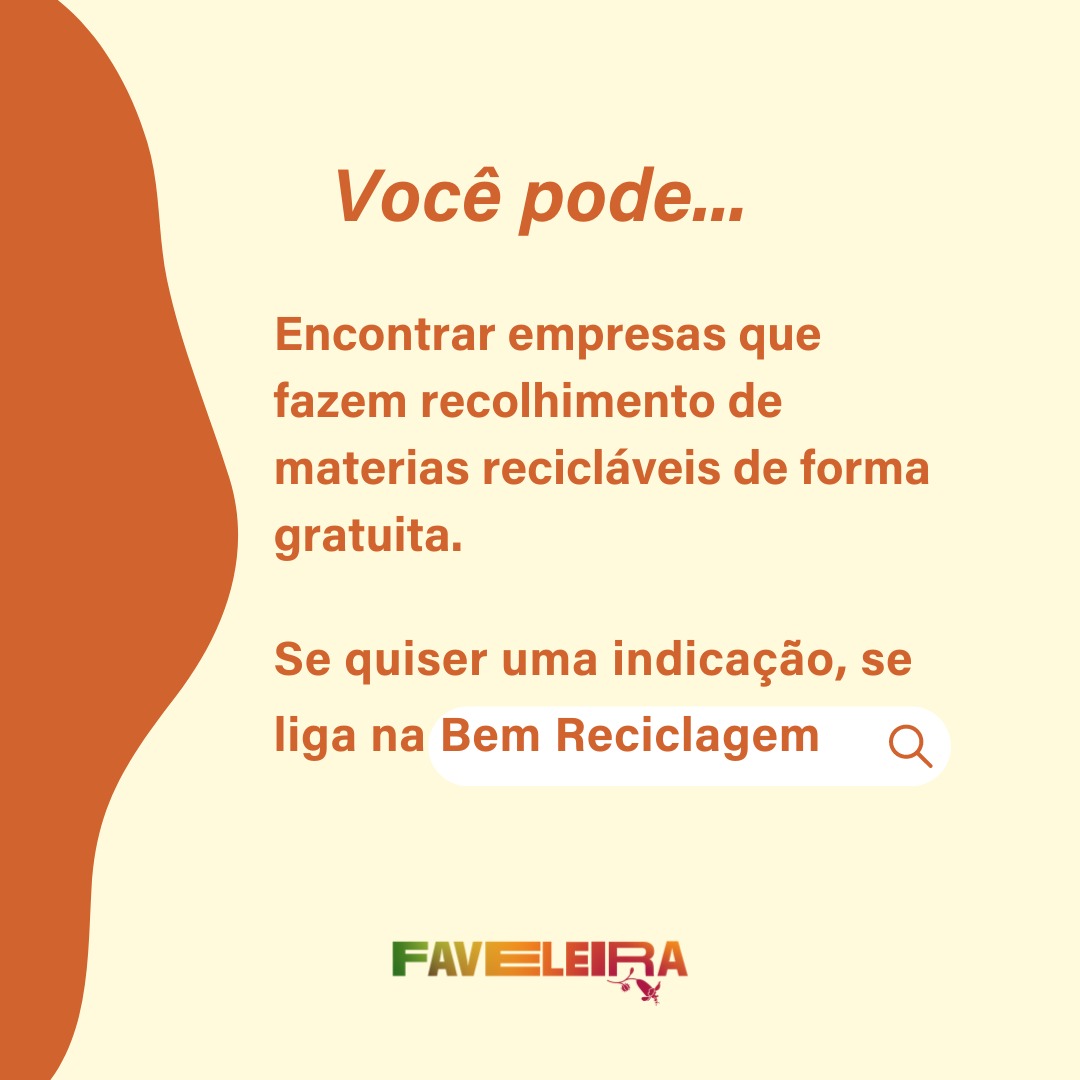 Você pode...
Encontrar empresas que
fazem recolhimento de
materias recicláveis de forma
gratuita.
Se quiser uma indicação, se
liga na Bem Reciclagem
FAVELEIRA